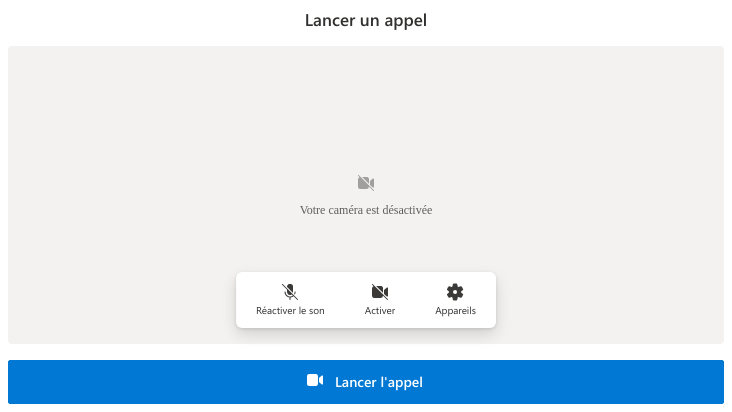 Lancer un appel
Votre caméra est désactivée
Réactiver le son
Activer
Appareils
Lancer l'appel